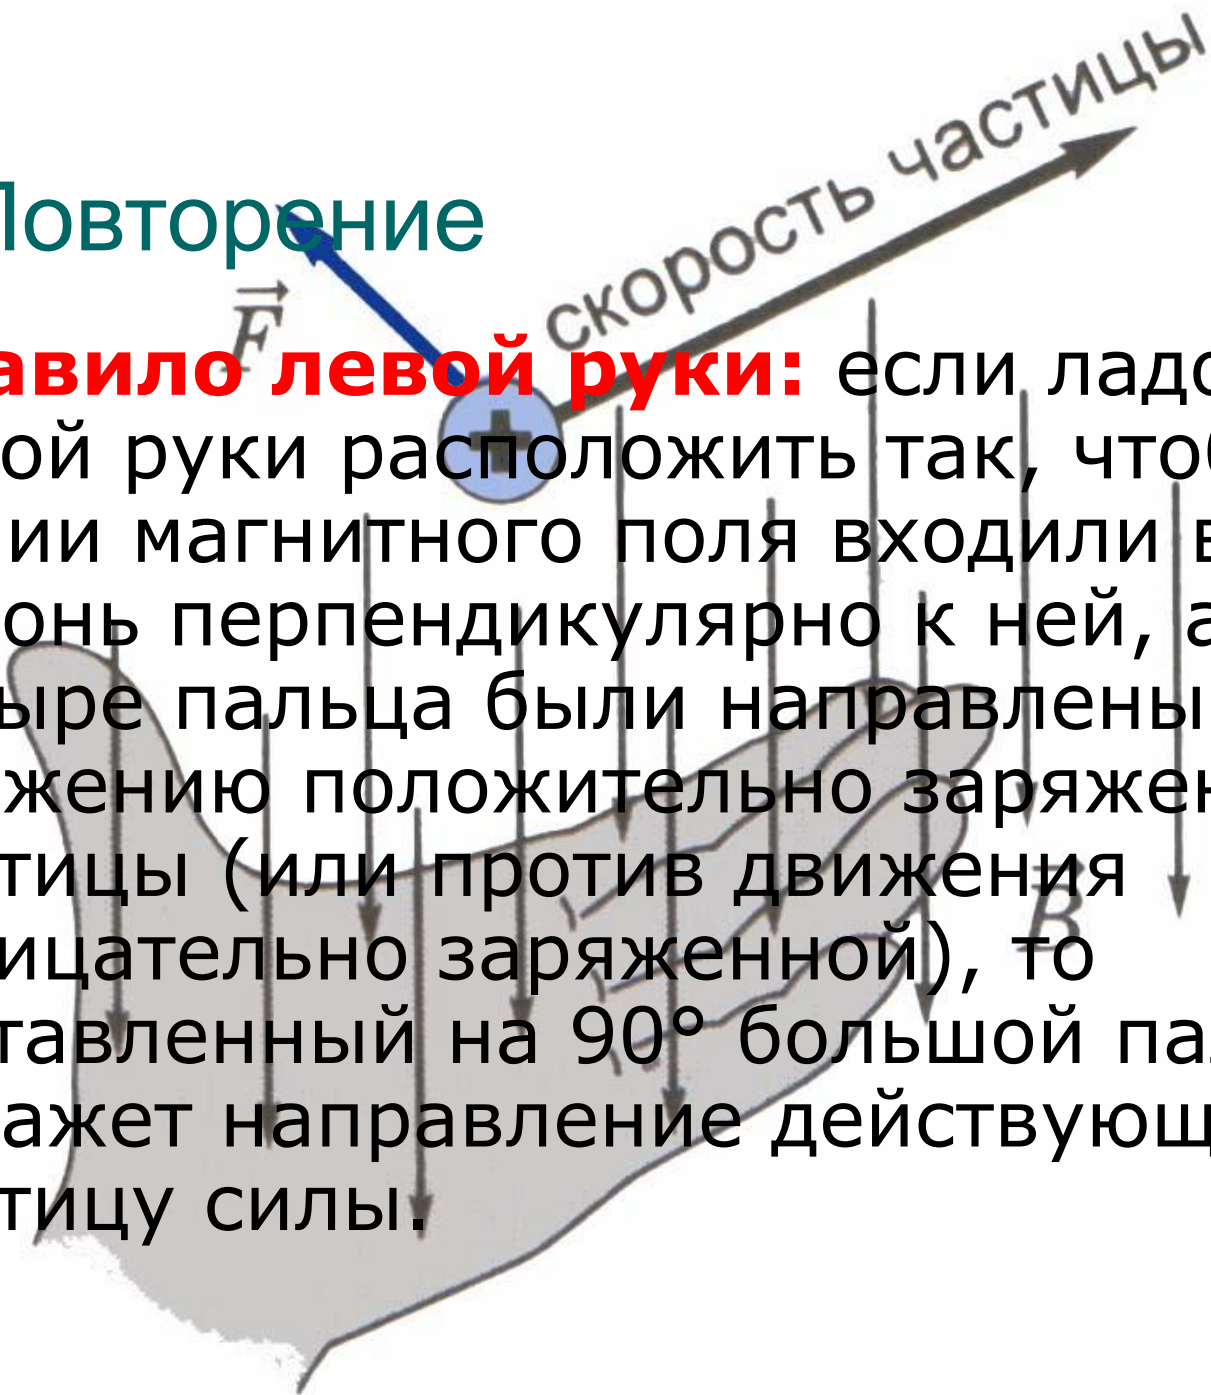 скорость частицы
Повторение
F
авило левой руки: если ладо
ой руки расположить так, чтоб
ии магнитного поля входили в
онь перпендикулярно к ней, а
ыре пальца были направлены
жению положительно заряжен
тицы (или против движения
B
ицательно заряженной), то
тавленный на 90° большой пал
ажет направление действующ
тицу силы.